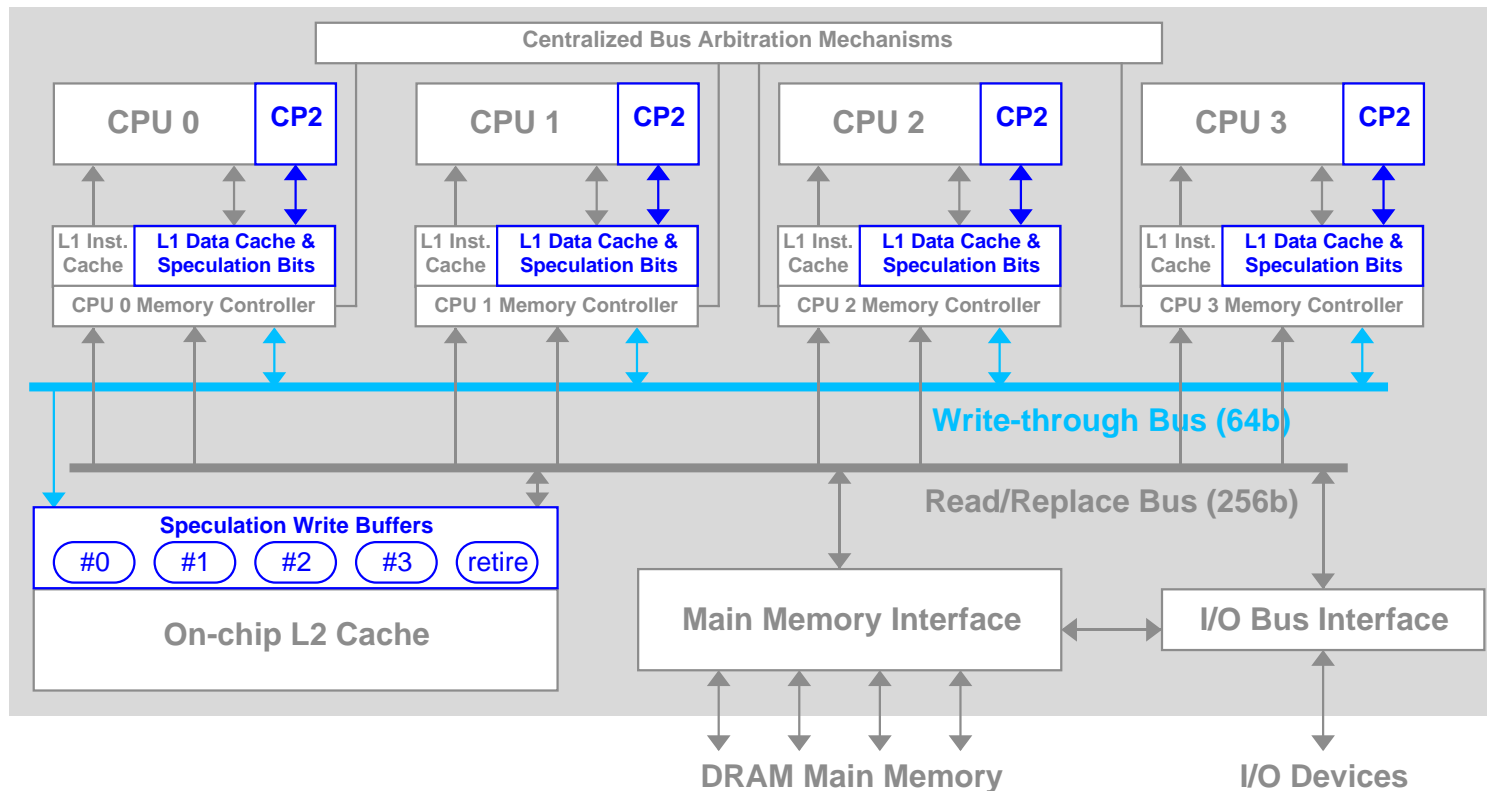 Centralized Bus Arbitration Mechanisms
CPU 0
CP2
CPU 1
CP2
CPU 2
CP2
CPU 3
CP2
L1 Inst.
Cache
L1 Data Cache &
Speculation Bits
L1 Inst.
Cache
L1 Data Cache &
Speculation Bits
L1 Inst.
Cache
L1 Data Cache &
Speculation Bits
L1 Inst.
Cache
L1 Data Cache &
Speculation Bits
CPU 0 Memory Controller
CPU 1 Memory Controller
CPU 2 Memory Controller
CPU 3 Memory Controller
Write-through Bus (64b)
Read/Replace Bus (256b)
Speculation Write Buffers
#0
#1
#2
#3
retire
On-chip L2 Cache
Main Memory Interface
I/O Bus Interface
DRAM Main Memory
I/O Devices